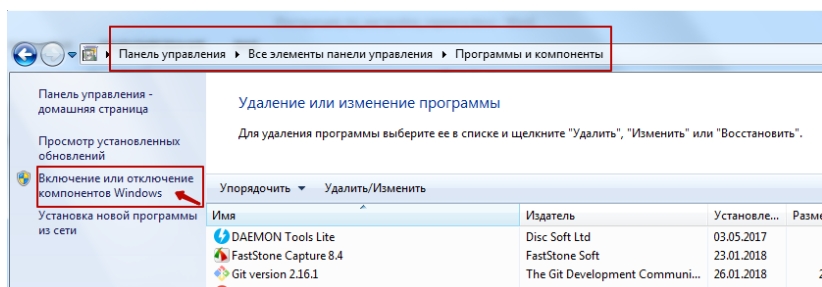 Панель управления ▸ Все элементы панели управления ▸ Программы и компоненты
Панель управления -
домашняя страница
Просмотр установленных
обновлений
Включение или отключение
компонентов Windows
Установка новой программы
из сети
Удаление или изменение программы
Для удаления программы выберите ее в списке и щелкните "Удалить", "Изменить" или "Восстановить".
Упорядочить ▾ Удалить/Изменить
Имя Издатель Установле... Разме
DAEMON Tools Lite Disc Soft Ltd 03.05.2017
FastStone Capture 8.4 FastStone Soft 23.01.2018
Git version 2.16.1 The Git Development Communi... 26.01.2018 2